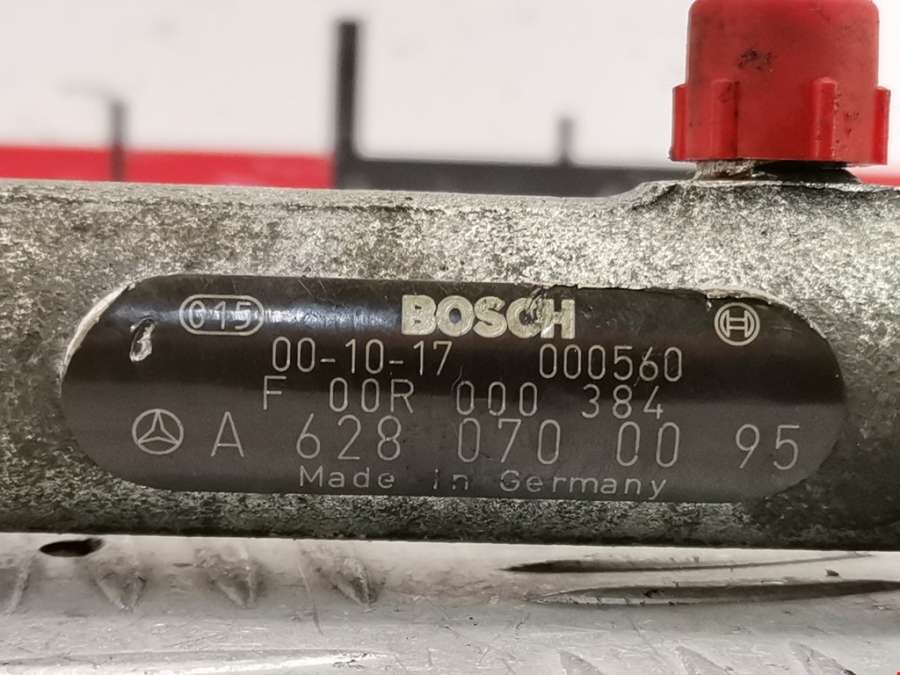 015 BOSCH
00-10-17 000560
F 00R 000 384
A 628 070 00 95
Made in Germany